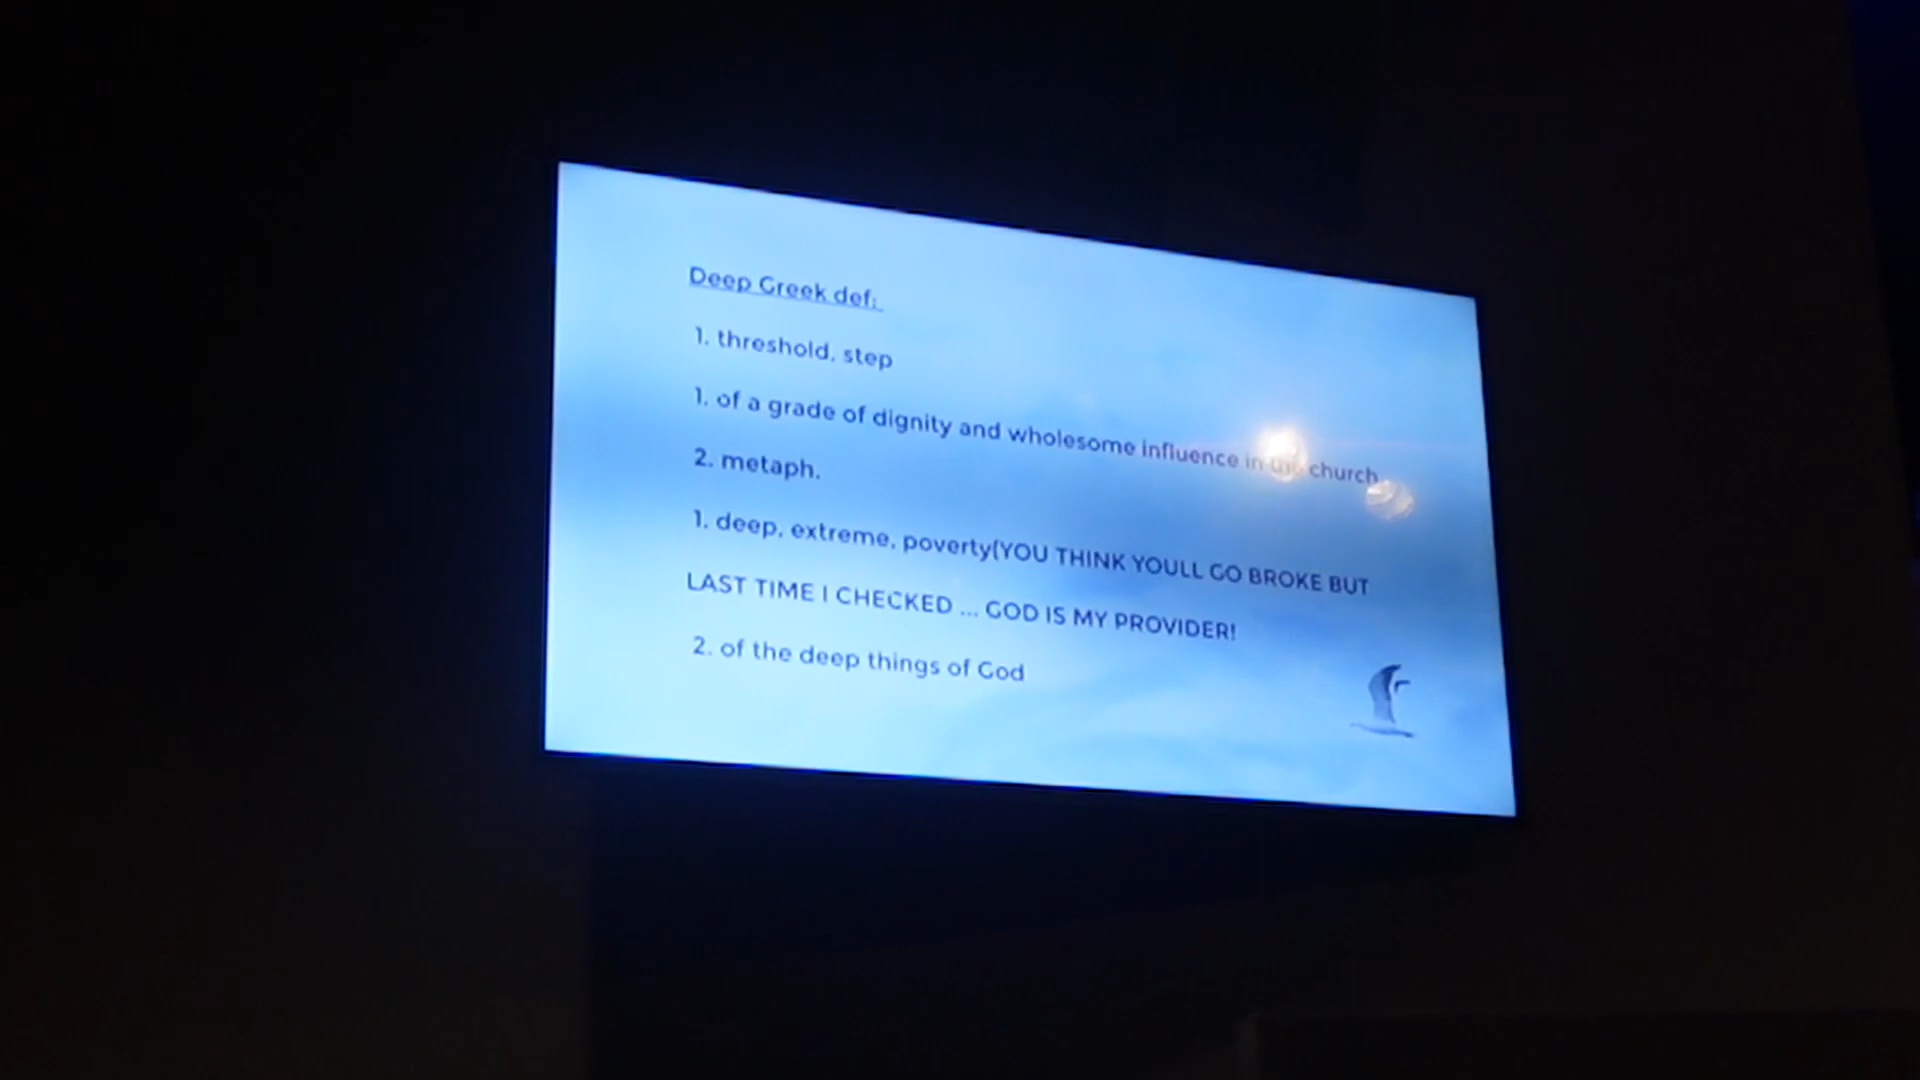 Deep Greek def:
1. threshold, step
1. of a grade of dignity and wholesome influence in the church
2. metaph.
1. deep, extreme, poverty(YOU THINK YOULL GO BROKE BUT
LAST TIME I CHECKED ... GOD IS MY PROVIDER!
2. of the deep things of God